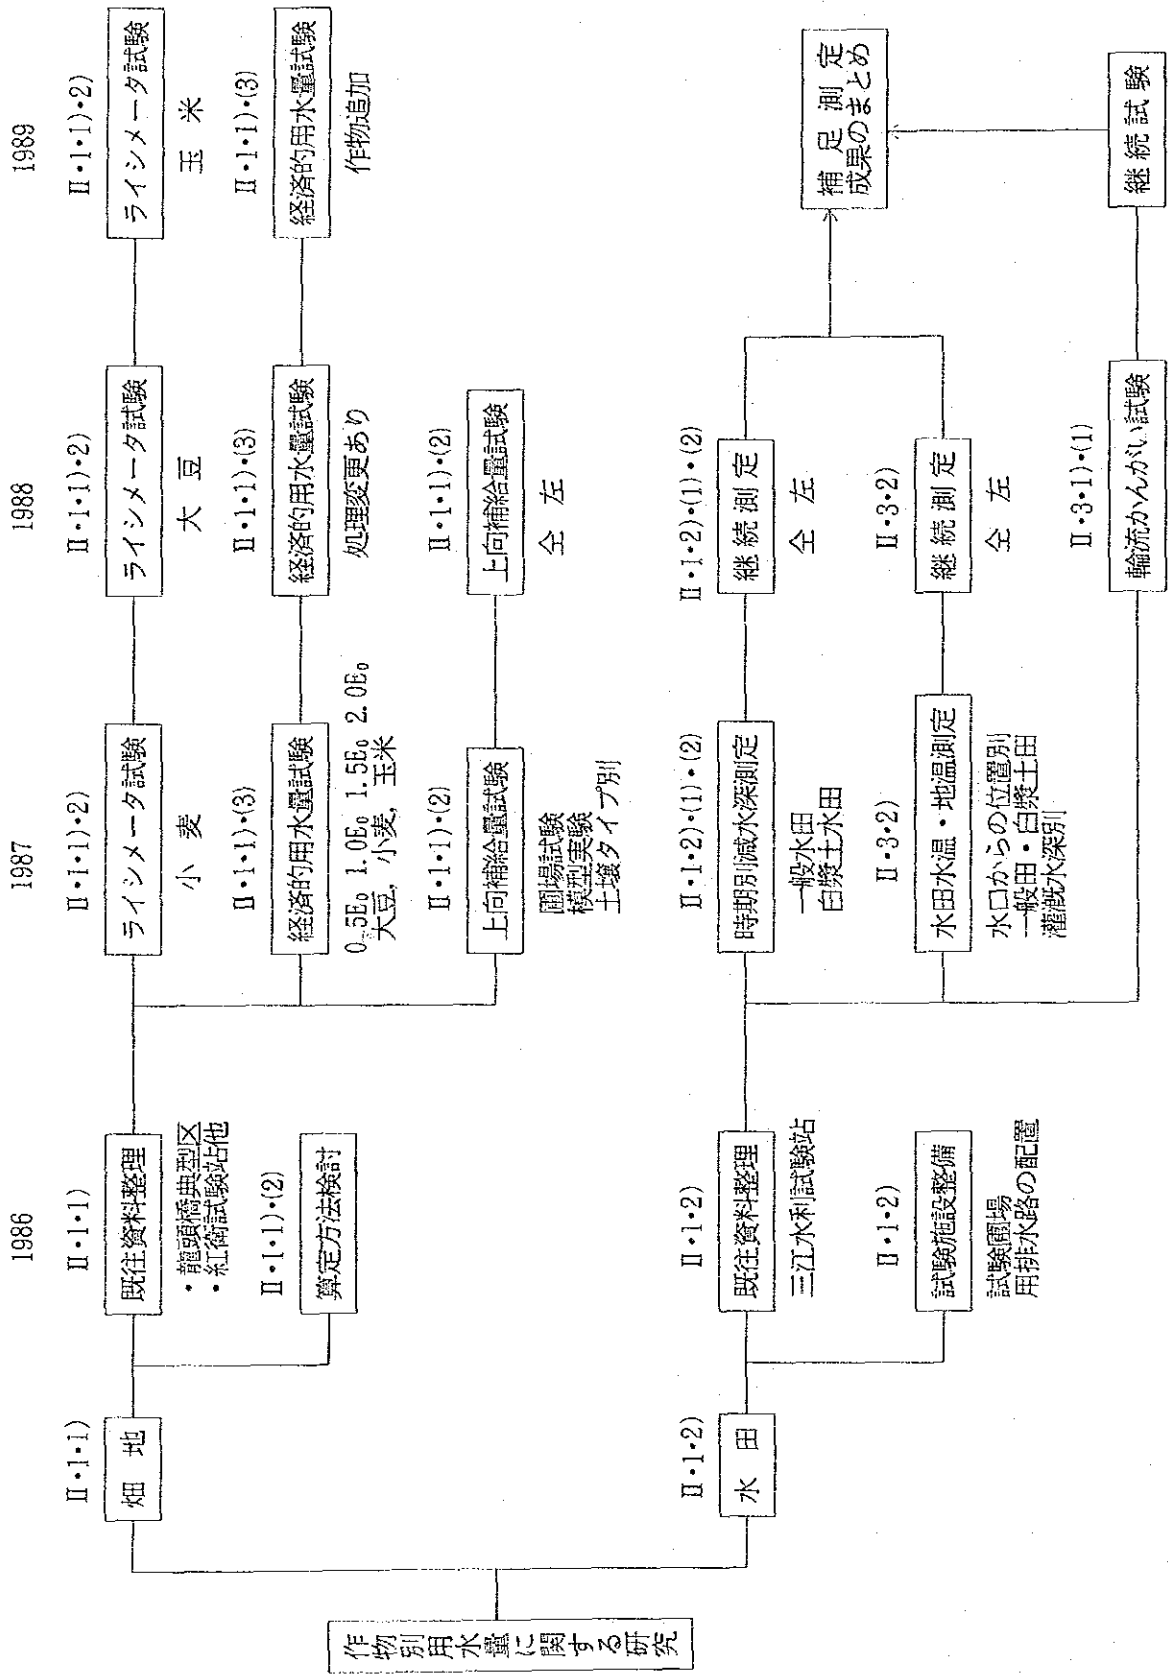 1986
1987
1988
1989
作物別用水量に関する研究
II・1・1)
畑地
II・1・1)
既往資料整理
・龍頭橋典型区
・紅衛試験站他
II・1・1)・(2)
算定方法検討
II・1・1)・2)
ライシメータ試験
小麦
II・1・1)・(3)
経済的用水量試験
0.5E₀ 1.0E₀ 1.5E₀ 2.0E₀
大豆, 小麦, 玉米
II・1・1)・(2)
上向補給量試験
圃場試験
模型実験
土壌タイプ別
II・1・1)・2)
ライシメータ試験
大豆
II・1・1)・(3)
経済的用水量試験
処理変更あり
II・1・1)・(2)
上向補給量試験
仝左
II・1・1)・2)
ライシメータ試験
玉米
II・1・1)・(3)
経済的用水量試験
作物追加
II・1・2)
水田
II・1・2)
既往資料整理
三江水利試験站
II・1・2)
試験施設整備
試験圃場
用排水路の配置
II・1・2)・(1)・(2)
時期別減水深測定
一般水田
白漿土水田
II・3・2)
水田水温・地温測定
水口からの位置別
一般田・白漿土田
灌漑水深別
II・1・2)・(1)・(2)
継続測定
仝左
II・3・2)
継続測定
仝左
II・3・1)・(1)
輪流かんがい試験
補足測定
成果のまとめ
継続試験